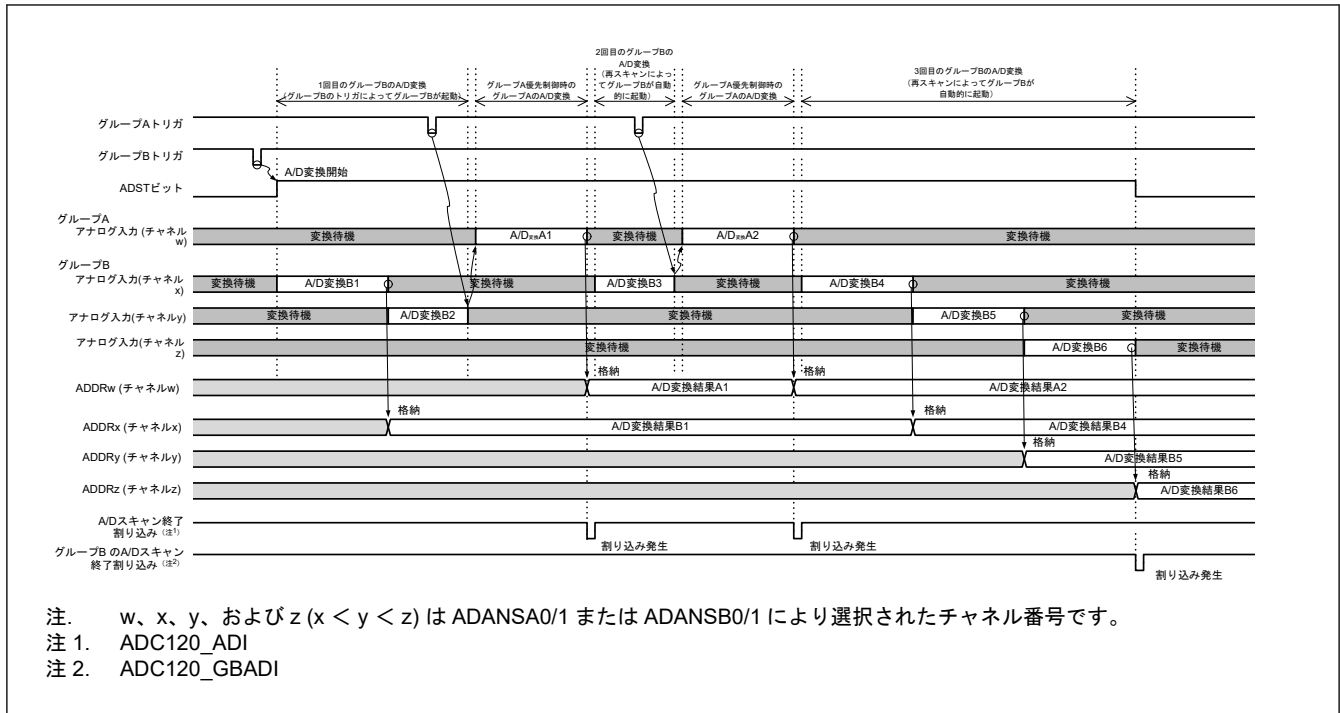 2回目のグループBの
A/D変換
(再スキャンによっ
てグループBが自動
的に起動)
1回目のグループBのA/D変換
(グループBのトリガによってグループBが起動)
グループA優先制御時の
グループAのA/D変換
グループA優先制御時の
グループAのA/D変換
3回目のグループBのA/D変換
(再スキャンによってグループBが
自動的に起動)
グループAトリガ
グループBトリガ
A/D変換開始
ADSTビット
グループA
アナログ入力 (チャネル
w)
変換待機
A/D変換A1
変換待機
A/D変換A2
変換待機
グループB
アナログ入力(チャネル
x)
変換待機
A/D変換B1
変換待機
A/D変換B3
変換待機
A/D変換B4
変換待機
アナログ入力(チャネルy)
変換待機
A/D変換B2
変換待機
A/D変換B5
変換待機
アナログ入力(チャネル
z)
変換待機
A/D変換B6
変換待機
格納
格納
ADDRw (チャネルw)
A/D変換結果A1
A/D変換結果A2
格納
格納
ADDRx (チャネルx)
A/D変換結果B1
A/D変換結果B4
格納
ADDRy (チャネルy)
A/D変換結果B5
格納
ADDRz (チャネルz)
A/D変換結果B6
A/Dスキャン終了
割り込み (注1)
割り込み発生
割り込み発生
グループB のA/Dスキャン
終了割り込み (注2)
割り込み発生
注. w、x、y、および z (x < y < z) は ADANSA0/1 または ADANSB0/1 により選択されたチャネル番号です。
注 1. ADC120_ADI
注 2. ADC120_GBADI